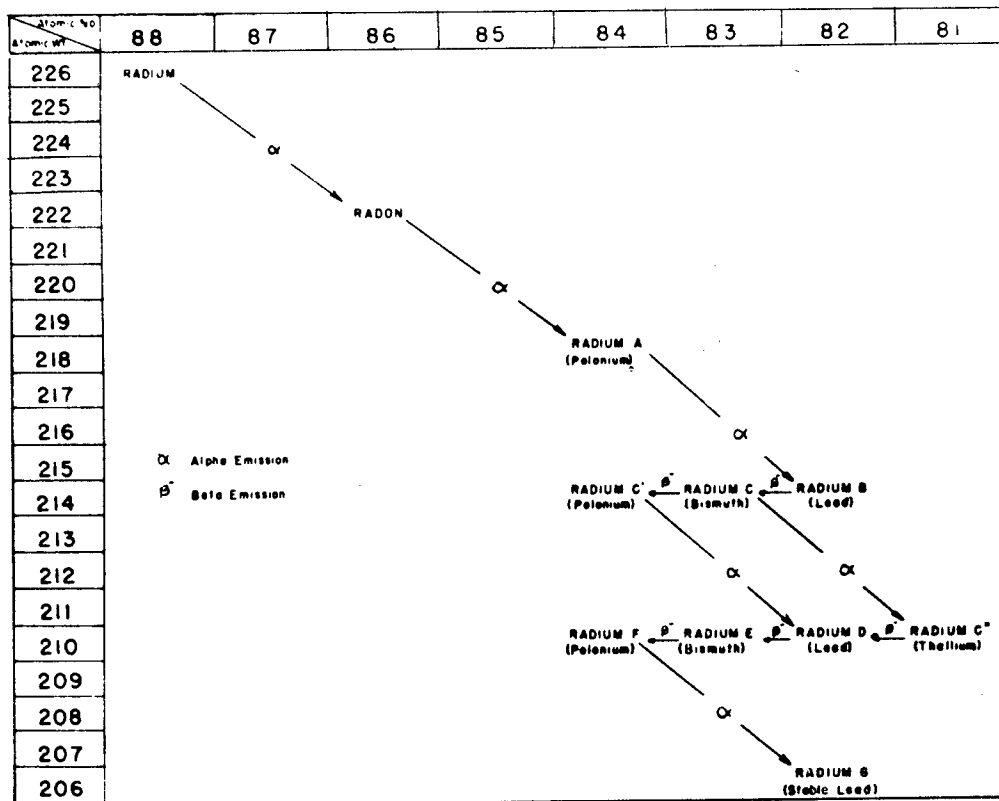 Atomic No
Atomic WT 88 87 86 85 84 83 82 81
226 RADIUM
225
224 α
223
222 RADON
221
220 α
219
RADIUM A
218 (Polonium)
217
216 α
215 α Alpha Emission
β⁻ Beta Emission
RADIUM C' β⁻ RADIUM C β⁻ RADIUM B
214 (Polonium) (Bismuth) (Lead)
213
212 α α
211
RADIUM F β⁻ RADIUM E β⁻ RADIUM D β⁻ RADIUM C"
210 (Polonium) (Bismuth) (Lead) (Thallium)
209
208 α
207
RADIUM G
206 (Stable Lead)